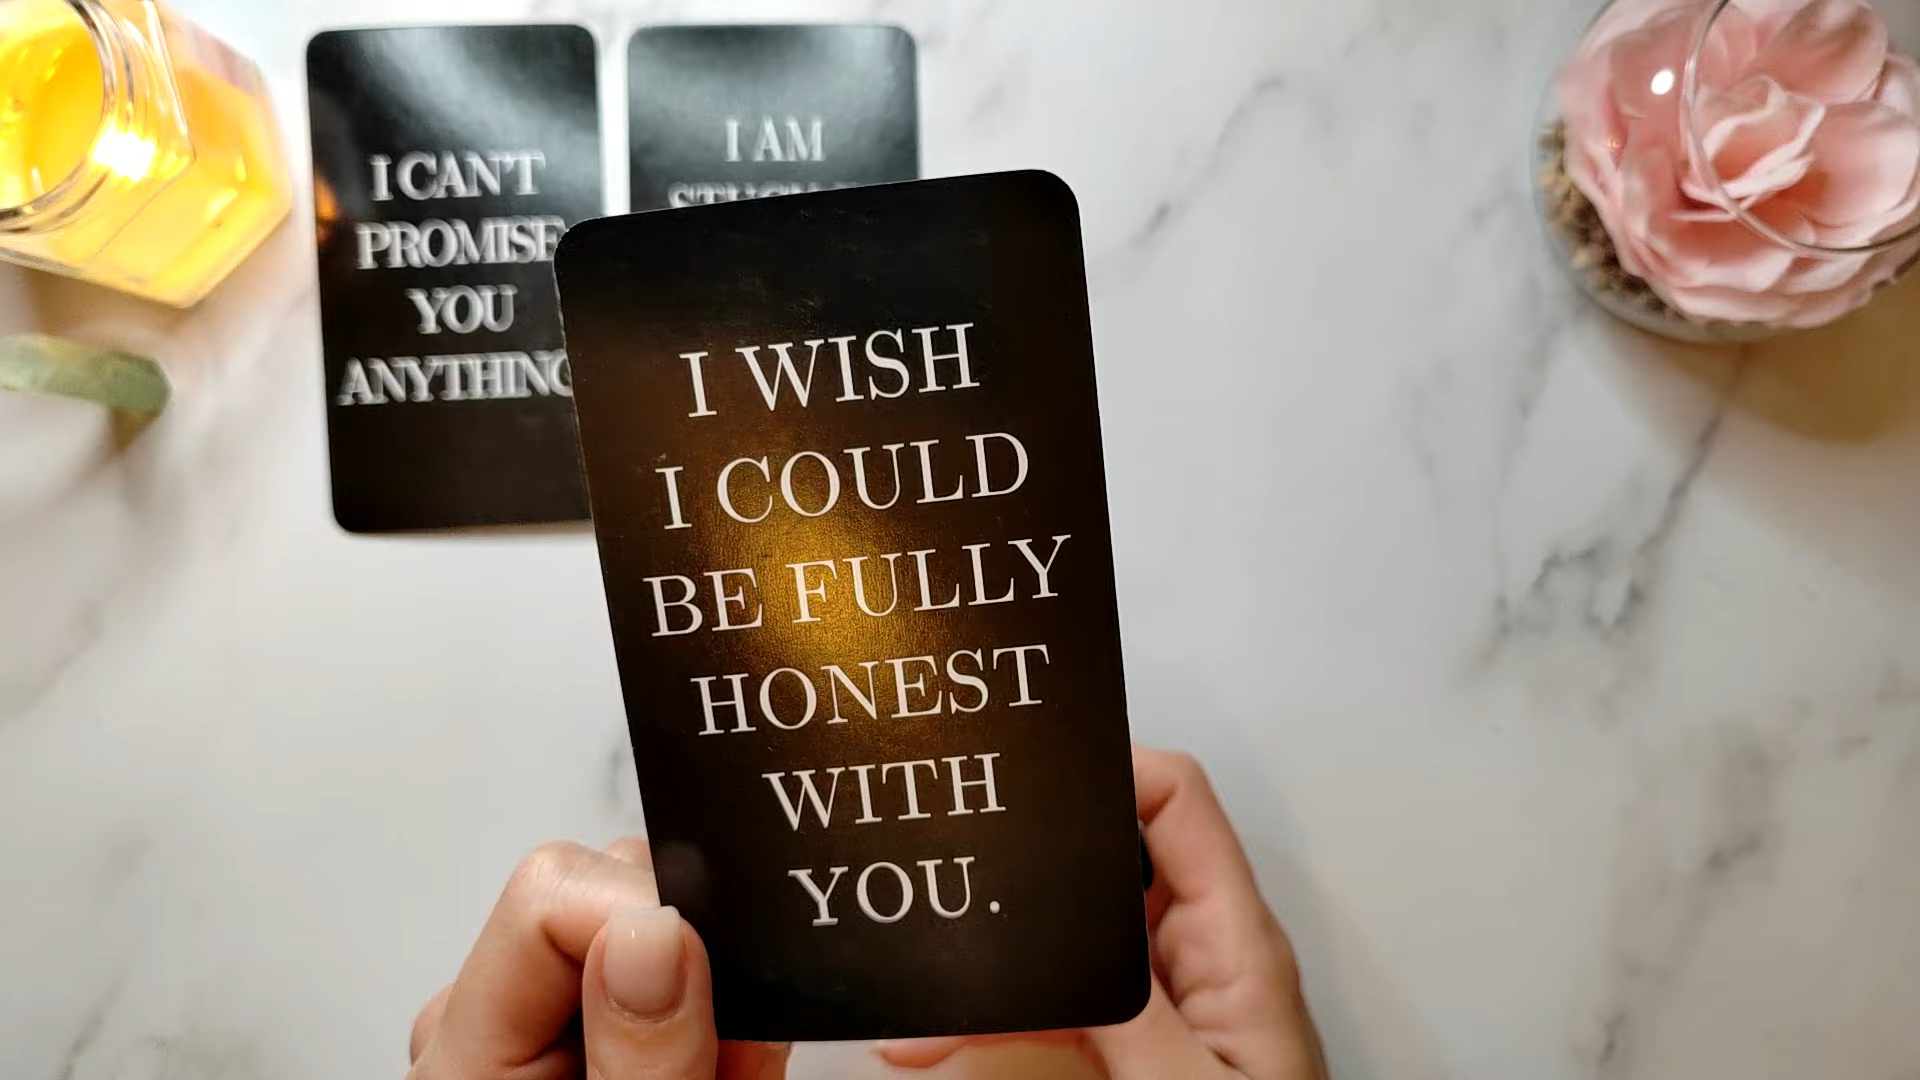 I CAN'T
PROMISE
YOU
ANYTHING
I AM
I WISH
I COULD
BE FULLY
HONEST
WITH
YOU.